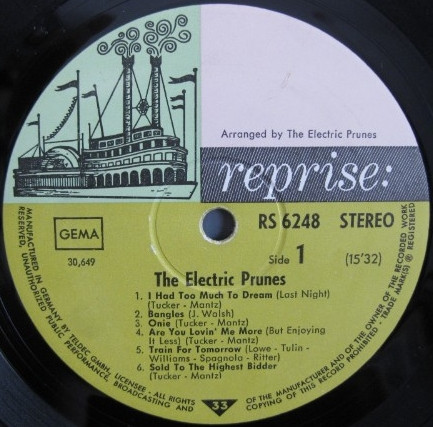 Arranged by The Electric Prunes
reprise:
GEMA
30,649
RS 6248 STEREO
Side 1 (15'32)
The Electric Prunes
1. I Had Too Much To Dream (Last Night)
(Tucker - Mantz)
2. Bangles (J. Walsh)
3. Onie (Tucker - Mantz)
4. Are You Lovin' Me More (But Enjoying
It Less) (Tucker - Mantz)
5. Train For Tomorrow (Lowe - Tulin -
Williams - Spagnola - Ritter)
6. Sold To The Highest Bidder
(Tucker - Mantz)
33
MANUFACTURED IN GERMANY BY TELDEC GMBH, LICENSEE - ALL RIGHTS
OF THE MANUFACTURER AND OF THE OWNER OF THE RECORDED WORK
RESERVED, UNAUTHORIZED PUBLIC PERFORMANCE, BROADCASTING AND
COPYING OF THIS RECORD PROHIBITED - TRADE MARK(S) ® REGISTERED